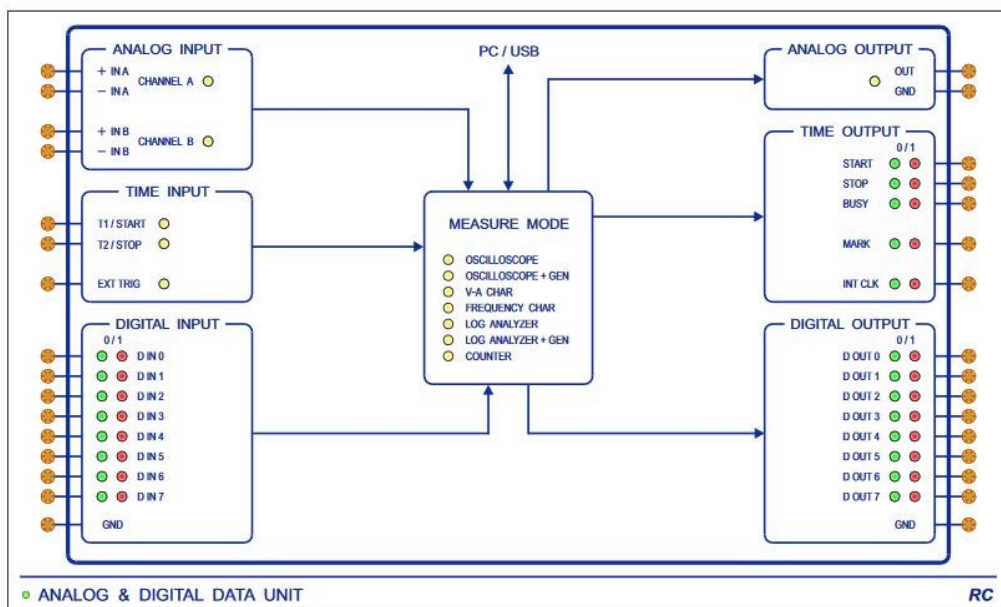 ANALOG INPUT
+ IN A
CHANNEL A
− IN A
+ IN B
CHANNEL B
− IN B
TIME INPUT
T1 / START
T2 / STOP
EXT TRIG
DIGITAL INPUT
0 / 1
D IN 0
D IN 1
D IN 2
D IN 3
D IN 4
D IN 5
D IN 6
D IN 7
GND
PC / USB
MEASURE MODE
OSCILLOSCOPE
OSCILLOSCOPE + GEN
V-A CHAR
FREQUENCY CHAR
LOG ANALYZER
LOG ANALYZER + GEN
COUNTER
ANALOG OUTPUT
OUT
GND
TIME OUTPUT
0 / 1
START
STOP
BUSY
MARK
INT CLK
DIGITAL OUTPUT
0 / 1
D OUT 0
D OUT 1
D OUT 2
D OUT 3
D OUT 4
D OUT 5
D OUT 6
D OUT 7
GND
ANALOG & DIGITAL DATA UNIT
RC